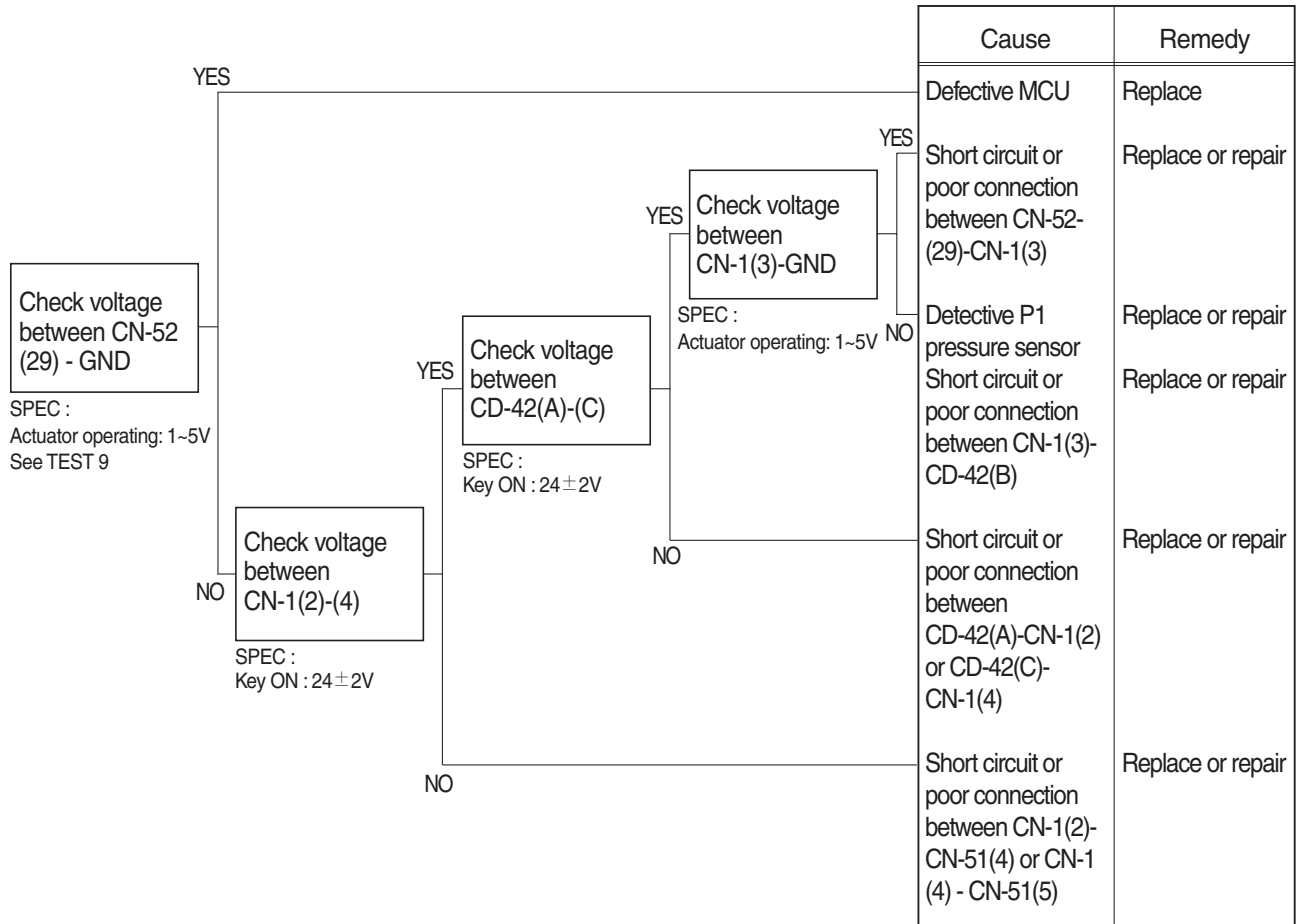 Cause
Remedy
YES
Defective MCU
Replace
YES
Short circuit or
poor connection
between CN-52-
(29)-CN-1(3)
Replace or repair
YES
Check voltage
between
CN-1(3)-GND
SPEC :
Actuator operating: 1~5V
NO
Detective P1
pressure sensor
Replace or repair
Short circuit or
poor connection
between CN-1(3)-
CD-42(B)
Replace or repair
Check voltage
between CN-52
(29) - GND
SPEC :
Actuator operating: 1~5V
See TEST 9
YES
Check voltage
between
CD-42(A)-(C)
SPEC :
Key ON : 24±2V
NO
Short circuit or
poor connection
between
CD-42(A)-CN-1(2)
or CD-42(C)-
CN-1(4)
Replace or repair
NO
Check voltage
between
CN-1(2)-(4)
SPEC :
Key ON : 24±2V
NO
Short circuit or
poor connection
between CN-1(2)-
CN-51(4) or CN-1
(4) - CN-51(5)
Replace or repair